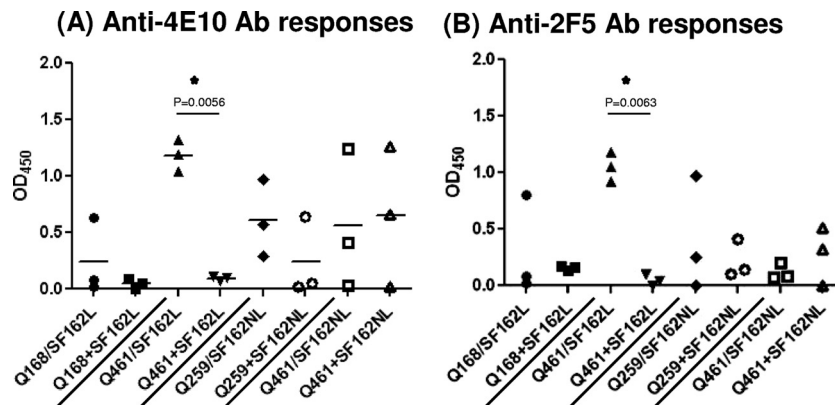 (A) Anti-4E10 Ab responses
2.0
1.5
1.0
0.5
0.0
OD450
*
P=0.0056
Q168/SF162L
Q168+SF162L
Q461/SF162L
Q461+SF162L
Q259/SF162NL
Q259+SF162NL
Q461/SF162NL
Q461+SF162NL
(B) Anti-2F5 Ab responses
2.0
1.5
1.0
0.5
0.0
OD450
*
P=0.0063
Q168/SF162L
Q168+SF162L
Q461/SF162L
Q461+SF162L
Q259/SF162NL
Q259+SF162NL
Q461/SF162NL
Q461+SF162NL